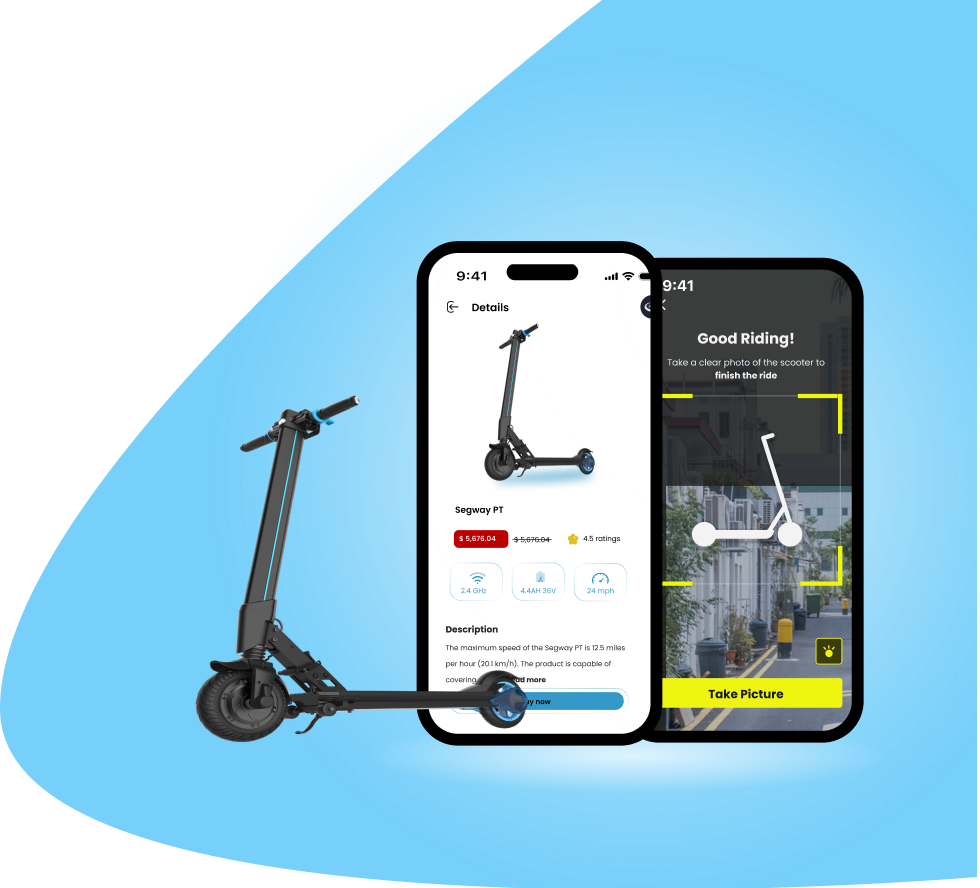 9:41
Details
Segway PT
$ 5,676.04 $ 5,676.04 4.5 ratings
2.4 GHz 4.4AH 36V 24 mph
Description
The maximum speed of the Segway PT is 12.5 miles
per hour (20.1 km/h). The product is capable of
covering more
now
9:41
Good Riding!
Take a clear photo of the scooter to
finish the ride
Take Picture